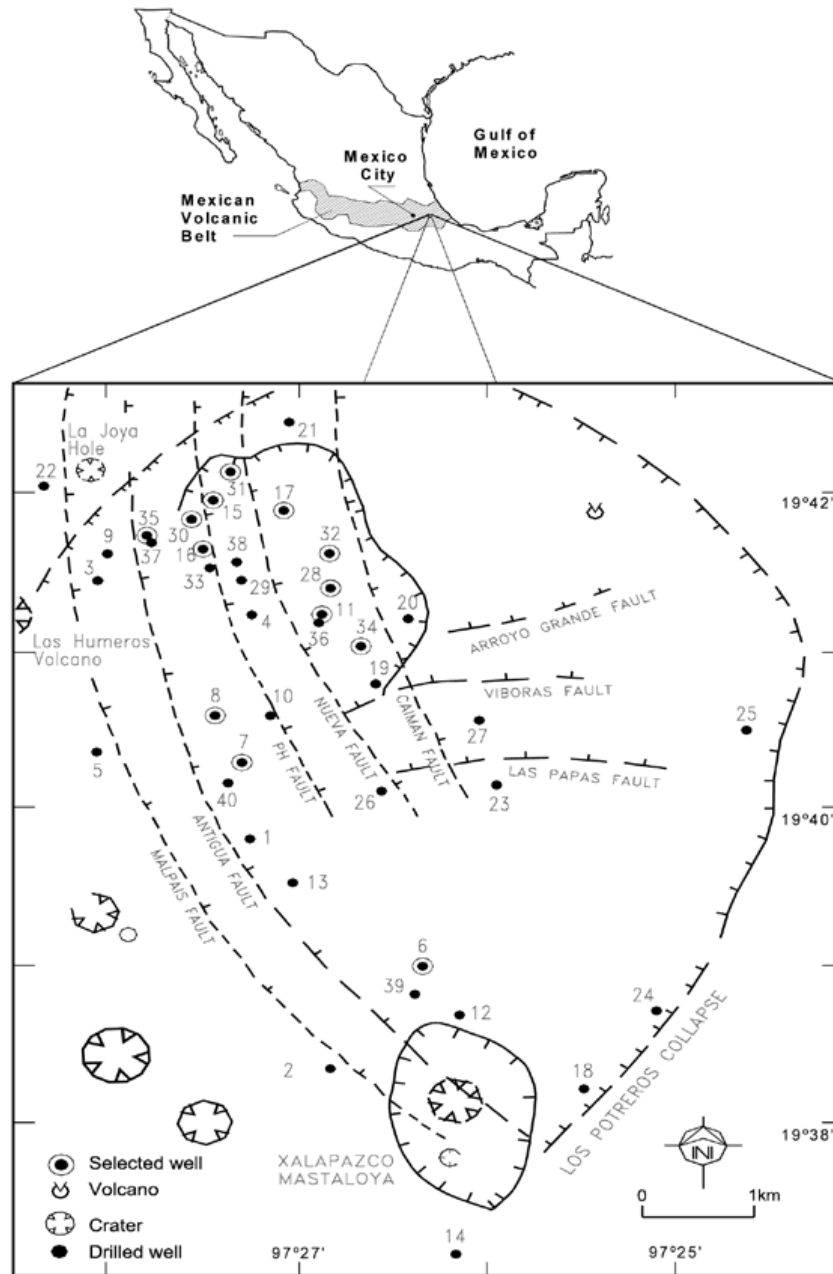 Gulf of
Mexico
Mexico
City
Mexican
Volcanic
Belt
La Joya
Hole
21
22
31
17
19°42'
15
35
30
32
9
37
16
38
28
3
33
29
11
20
4
36
34
ARROYO GRANDE FAULT
Los Humeros
Volcano
19
VIBORAS FAULT
8
10
CAIMAN FAULT
NUEVA FAULT
27
25
7
PH FAULT
LAS PAPAS FAULT
5
40
26
23
19°40'
1
ANTIGUA FAULT
MALPAIS FAULT
13
6
39
24
12
LOS POTREROS COLLAPSE
2
18
19°38'
XALAPAZCO
MASTALOYA
N
Selected well
Volcano
0 1km
Crater
Drilled well
97°27'
14
97°25'